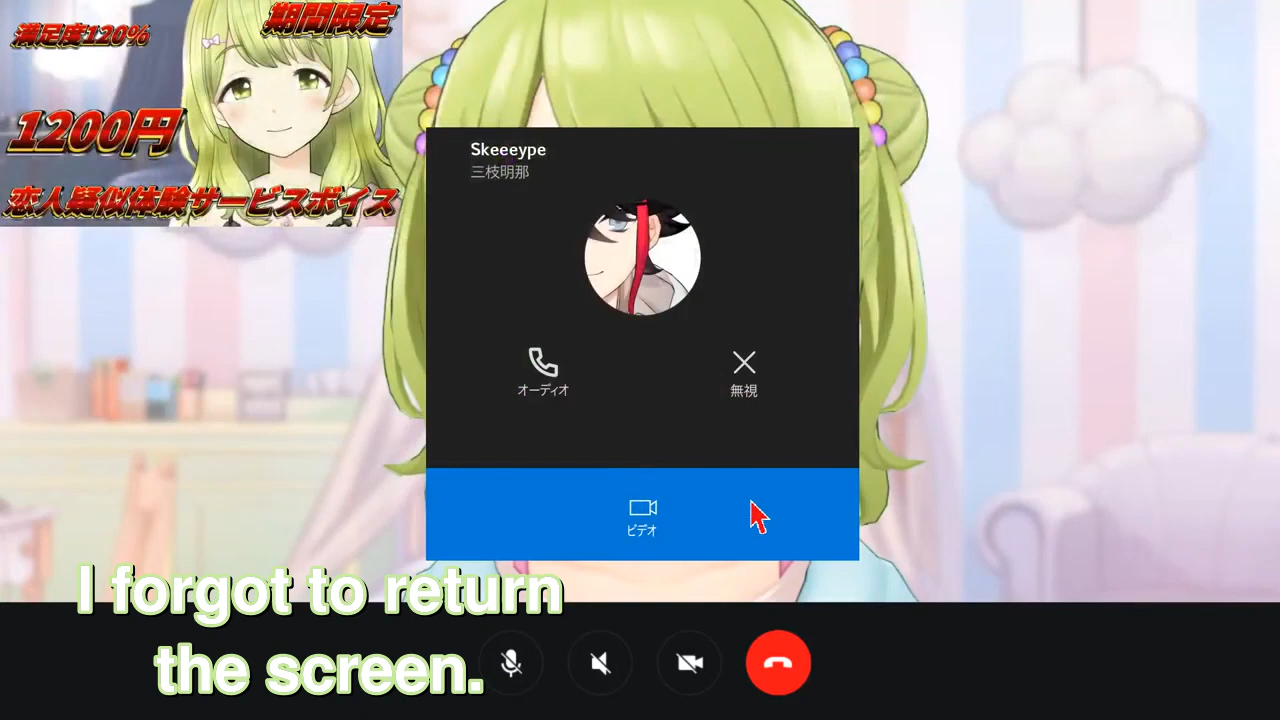 満足度120%
期間限定
1200円
恋人疑似体験サービスボイス
Skeeeype
三枝明那
オーディオ
無視
ビデオ
I forgot to return
the screen.